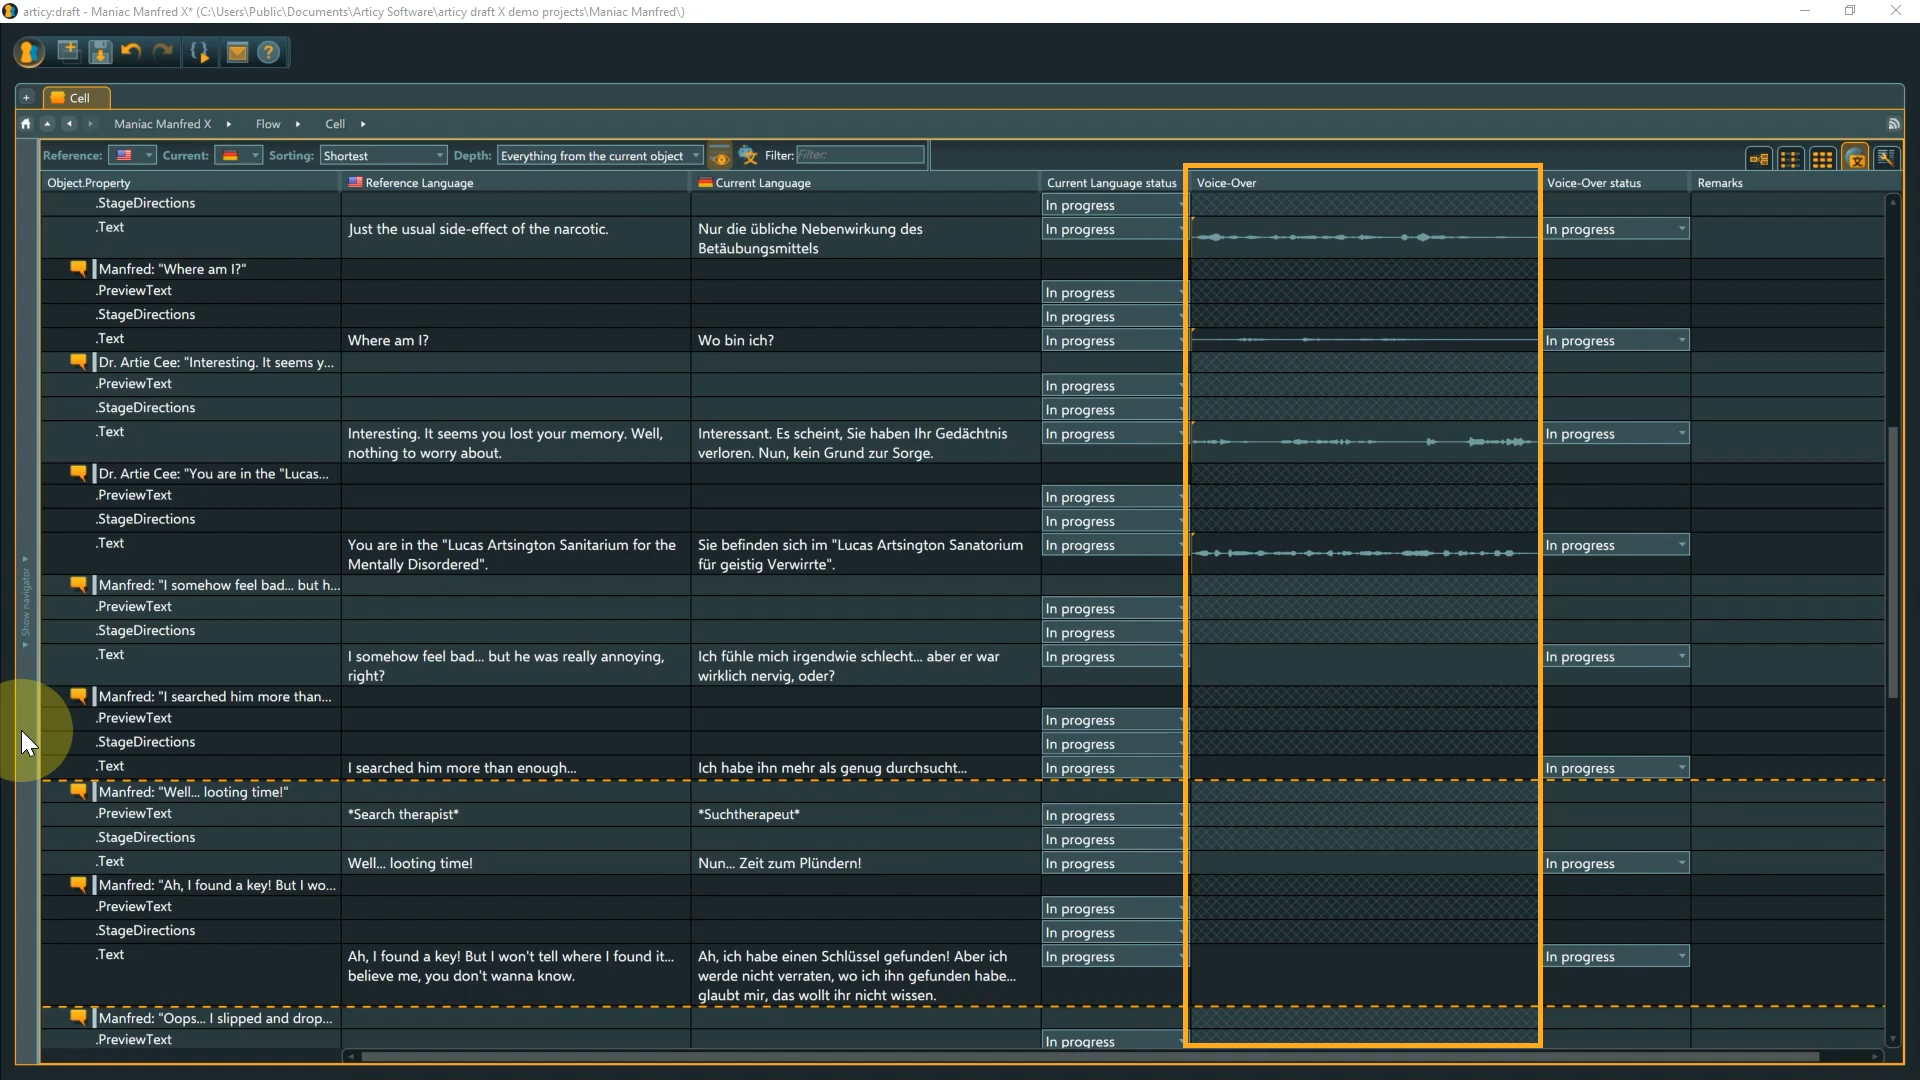 articy:draft - Maniac Manfred X* (C:\Users\Public\Documents\Articy Software\articy draft X demo projects\Maniac Manfred\)
Cell
Maniac Manfred X Flow Cell
Reference: Current: Sorting: Shortest Depth: Everything from the current object Filter: Filter:
Object.Property Reference Language Current Language Current Language status Voice-Over Voice-Over status Remarks
.StageDirections In progress
.Text Just the usual side-effect of the narcotic. Nur die übliche Nebenwirkung des In progress In progress
Betäubungsmittels
Manfred: "Where am I?"
.PreviewText In progress
.StageDirections In progress
.Text Where am I? Wo bin ich? In progress In progress
Dr. Artie Cee: "Interesting. It seems y...
.PreviewText In progress
.StageDirections In progress
.Text Interesting. It seems you lost your memory. Well, Interessant. Es scheint, Sie haben Ihr Gedächtnis In progress In progress
nothing to worry about. verloren. Nun, kein Grund zur Sorge.
Dr. Artie Cee: "You are in the "Lucas...
.PreviewText In progress
.StageDirections In progress
.Text You are in the "Lucas Artsington Sanitarium for the Sie befinden sich im "Lucas Artsington Sanatorium In progress In progress
Mentally Disordered". für geistig Verwirrte".
Manfred: "I somehow feel bad... but h...
.PreviewText In progress
.StageDirections In progress
.Text I somehow feel bad... but he was really annoying, Ich fühle mich irgendwie schlecht... aber er war In progress In progress
right? wirklich nervig, oder?
Show navigator
Manfred: "I searched him more than...
.PreviewText In progress
.StageDirections In progress
.Text I searched him more than enough... Ich habe ihn mehr als genug durchsucht... In progress In progress
Manfred: "Well... looting time!"
.PreviewText *Search therapist* *Suchtherapeut* In progress
.StageDirections In progress
.Text Well... looting time! Nun... Zeit zum Plündern! In progress In progress
Manfred: "Ah, I found a key! But I wo...
.PreviewText In progress
.StageDirections In progress
.Text Ah, I found a key! But I won't tell where I found it... Ah, ich habe einen Schlüssel gefunden! Aber ich In progress In progress
believe me, you don't wanna know. werde nicht verraten, wo ich ihn gefunden habe...
glaubt mir, das wollt ihr nicht wissen.
Manfred: "Oops... I slipped and drop...
.PreviewText In progress